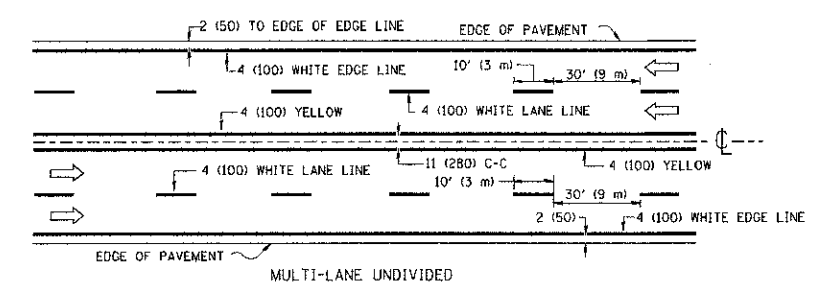 2 (50) TO EDGE OF EDGE LINE
EDGE OF PAVEMENT
4 (100) WHITE EDGE LINE
10' (3 m)
30' (9 m)
4 (100) YELLOW
4 (100) WHITE LANE LINE
4 (100) WHITE LANE LINE
11 (280) C-C
4 (100) YELLOW
10' (3 m)
30' (9 m)
2 (50)
4 (100) WHITE EDGE LINE
EDGE OF PAVEMENT
MULTI-LANE UNDIVIDED